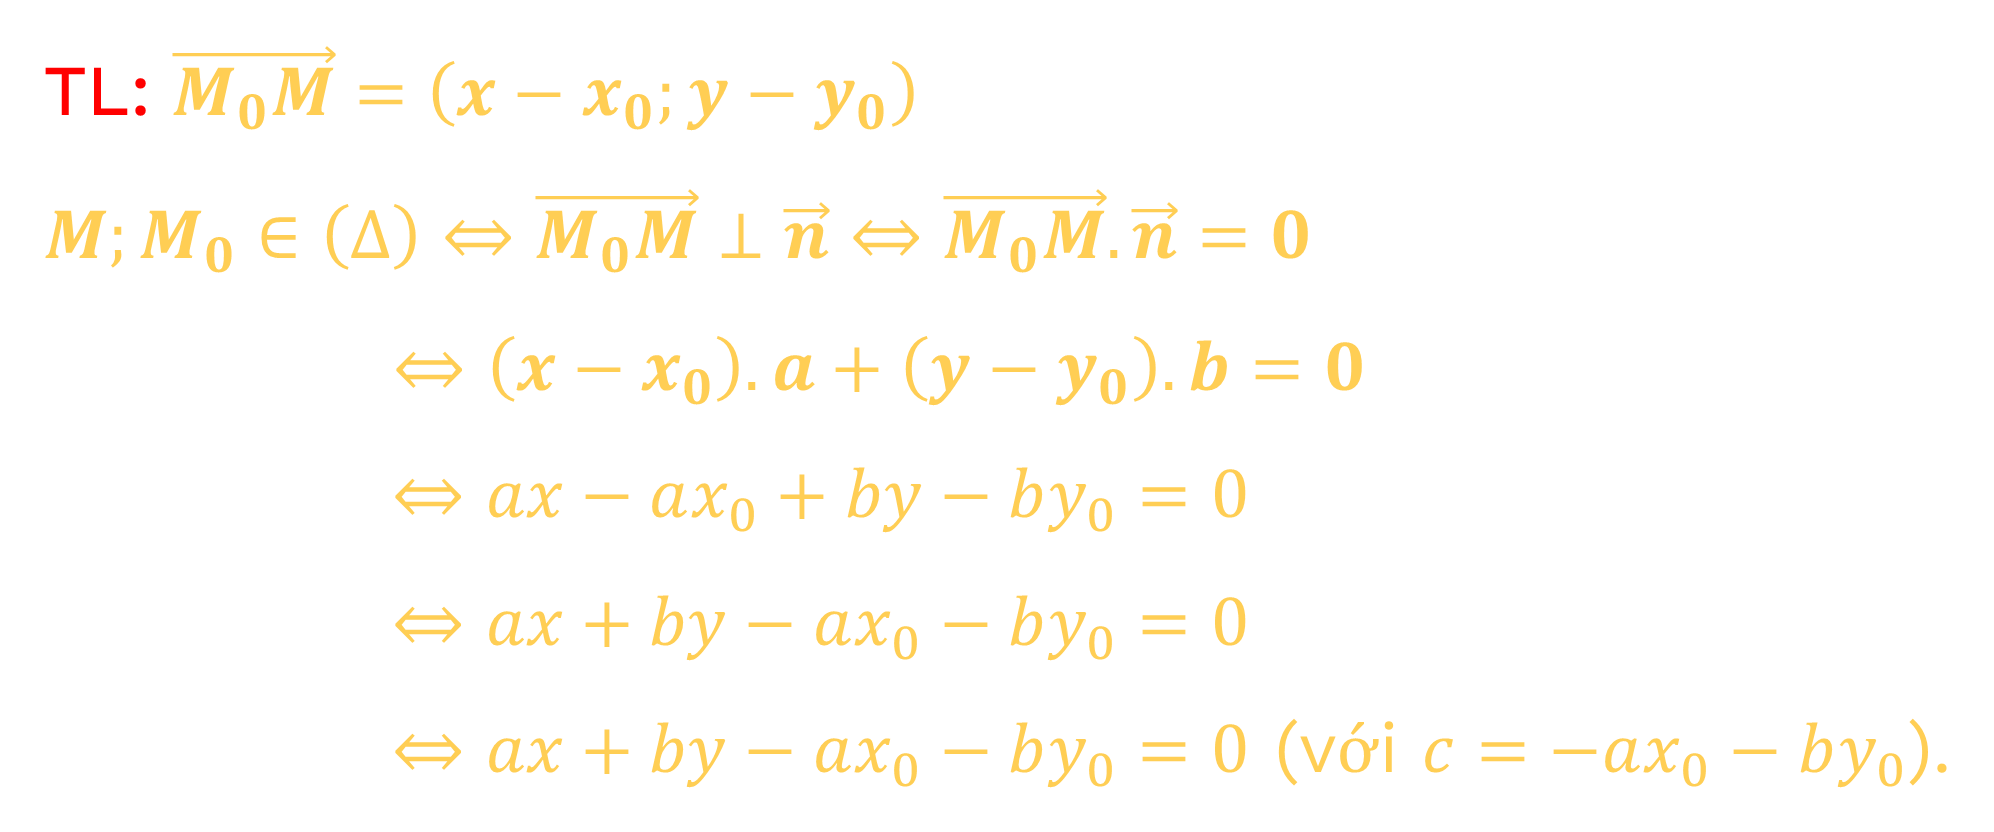 TL: $\overrightarrow{M_0M} = (x - x_0; y - y_0)$
$M; M_0 \in (\Delta) \Leftrightarrow \overrightarrow{M_0M} \perp \vec{n} \Leftrightarrow \overrightarrow{M_0M}.\vec{n} = 0$
$\Leftrightarrow (x - x_0).a + (y - y_0).b = 0$
$\Leftrightarrow ax - ax_0 + by - by_0 = 0$
$\Leftrightarrow ax + by - ax_0 - by_0 = 0$
$\Leftrightarrow ax + by - ax_0 - by_0 = 0$ (với $c = -ax_0 - by_0$).